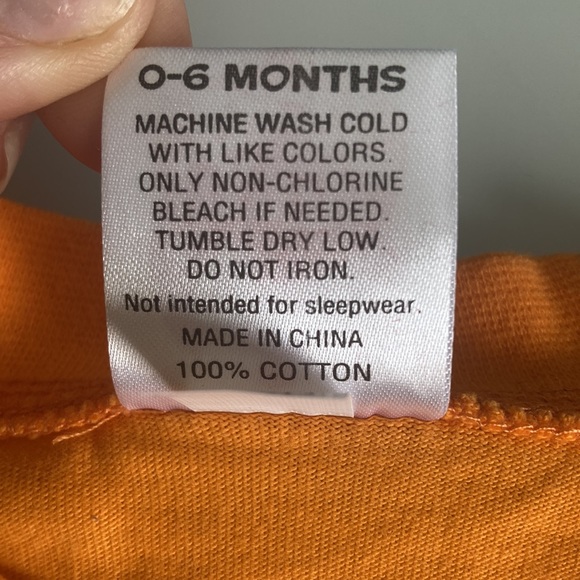 0-6 MONTHS
MACHINE WASH COLD
WITH LIKE COLORS.
ONLY NON-CHLORINE
BLEACH IF NEEDED.
TUMBLE DRY LOW.
DO NOT IRON.
Not intended for sleepwear.
MADE IN CHINA
100% COTTON